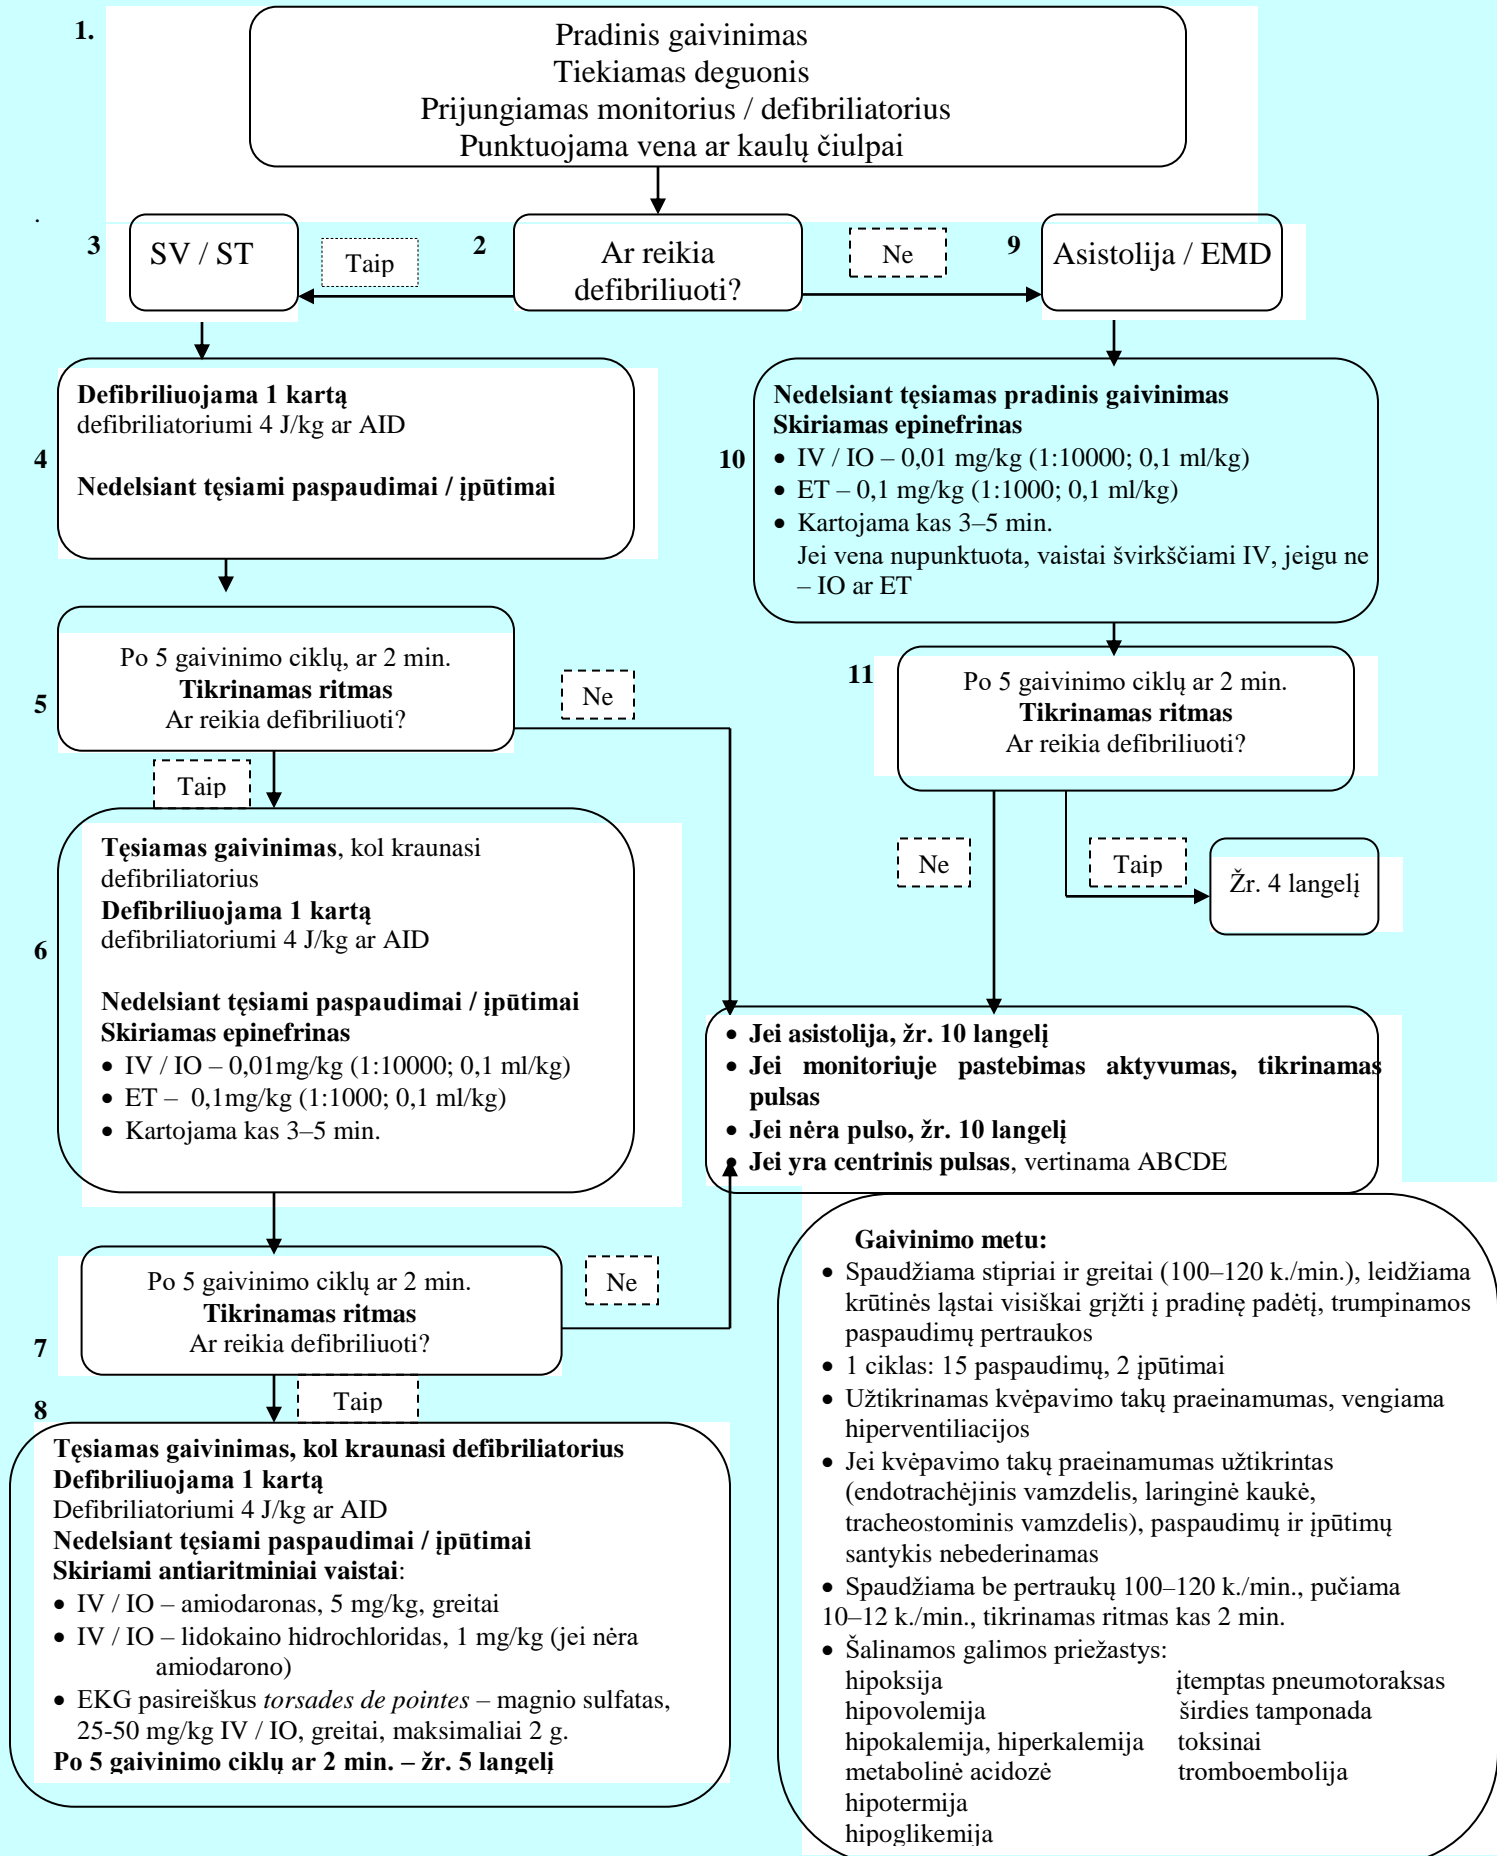 1.
Pradinis gaivinimas
Tiekiamas deguonis
Prijungiamas monitorius / defibriliatorius
Punktuojama vena ar kaulų čiulpai
.
3
SV / ST
Taip
2
Ar reikia
defibriliuoti?
Ne
9
Asistolija / EMD
4
Defibriliuojama 1 kartą
defibriliatoriumi 4 J/kg ar AID
Nedelsiant tęsiami paspaudimai / įpūtimai
10
Nedelsiant tęsiamas pradinis gaivinimas
Skiriamas epinefrinas
• IV / IO – 0,01 mg/kg (1:10000; 0,1 ml/kg)
• ET – 0,1 mg/kg (1:1000; 0,1 ml/kg)
• Kartojama kas 3–5 min.
Jei vena nupunktuota, vaistai švirkščiami IV, jeigu ne
– IO ar ET
5
Po 5 gaivinimo ciklų, ar 2 min.
Tikrinamas ritmas
Ar reikia defibriliuoti?
Ne
Taip
11
Po 5 gaivinimo ciklų ar 2 min.
Tikrinamas ritmas
Ar reikia defibriliuoti?
Ne
Taip
Žr. 4 langelį
6
Tęsiamas gaivinimas, kol kraunasi
defibriliatorius
Defibriliuojama 1 kartą
defibriliatoriumi 4 J/kg ar AID
Nedelsiant tęsiami paspaudimai / įpūtimai
Skiriamas epinefrinas
• IV / IO – 0,01mg/kg (1:10000; 0,1 ml/kg)
• ET – 0,1mg/kg (1:1000; 0,1 ml/kg)
• Kartojama kas 3–5 min.
• Jei asistolija, žr. 10 langelį
• Jei monitoriuje pastebimas aktyvumas, tikrinamas
pulsas
• Jei nėra pulso, žr. 10 langelį
• Jei yra centrinis pulsas, vertinama ABCDE
7
Po 5 gaivinimo ciklų ar 2 min.
Tikrinamas ritmas
Ar reikia defibriliuoti?
Ne
Taip
8
Tęsiamas gaivinimas, kol kraunasi defibriliatorius
Defibriliuojama 1 kartą
Defibriliatoriumi 4 J/kg ar AID
Nedelsiant tęsiami paspaudimai / įpūtimai
Skiriami antiaritminiai vaistai:
• IV / IO – amiodaronas, 5 mg/kg, greitai
• IV / IO – lidokaino hidrochloridas, 1 mg/kg (jei nėra
amiodarono)
• EKG pasireiškus torsades de pointes – magnio sulfatas,
25-50 mg/kg IV / IO, greitai, maksimaliai 2 g.
Po 5 gaivinimo ciklų ar 2 min. – žr. 5 langelį
Gaivinimo metu:
• Spaudžiama stipriai ir greitai (100–120 k./min.), leidžiama
krūtinės ląstai visiškai grįžti į pradinę padėtį, trumpinamos
paspaudimų pertraukos
• 1 ciklas: 15 paspaudimų, 2 įpūtimai
• Užtikrinamas kvėpavimo takų praeinamumas, vengiama
hiperventiliacijos
• Jei kvėpavimo takų praeinamumas užtikrintas
(endotrachėjinis vamzdelis, laringinė kaukė,
tracheostominis vamzdelis), paspaudimų ir įpūtimų
santykis nebederinamas
• Spaudžiama be pertraukų 100–120 k./min., pučiama
10–12 k./min., tikrinamas ritmas kas 2 min.
• Šalinamos galimos priežastys:
hipoksija įtemptas pneumotoraksas
hipovolemija širdies tamponada
hipokalemija, hiperkalemija toksinai
metabolinė acidozė tromboembolija
hipotermija
hipoglikemija